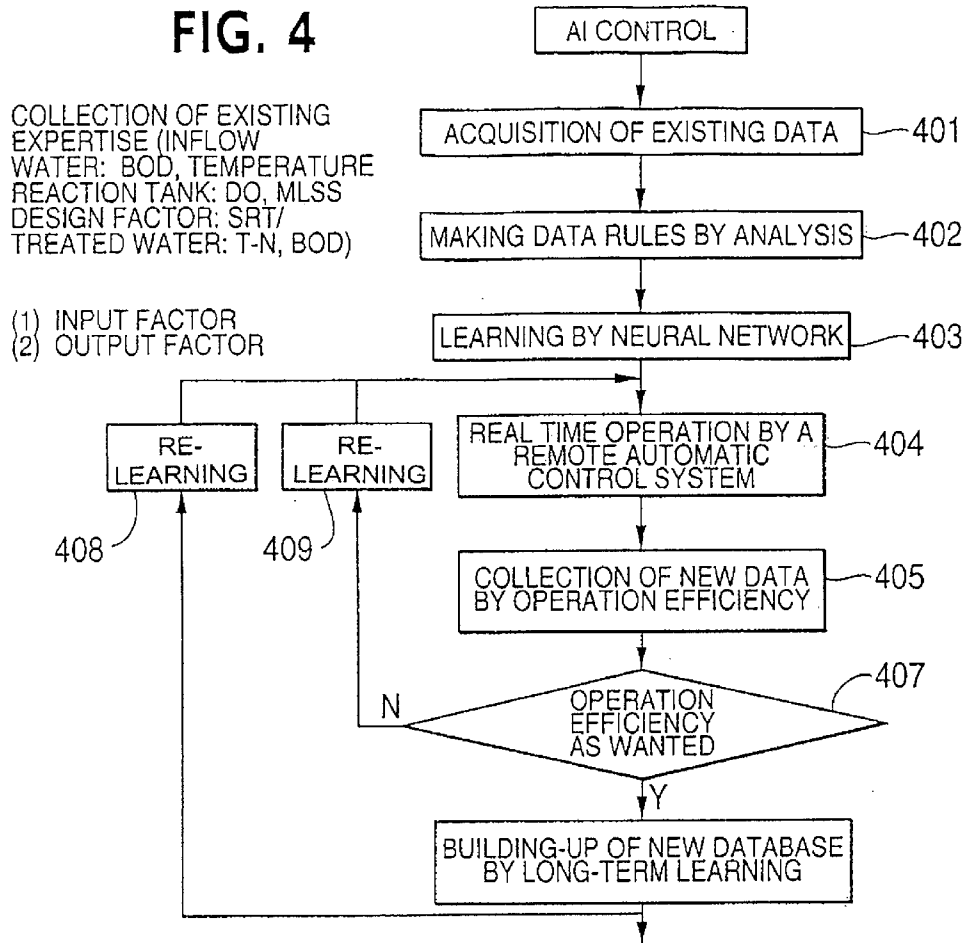 FIG. 4
AI CONTROL
COLLECTION OF EXISTING
EXPERTISE (INFLOW
WATER: BOD, TEMPERATURE
REACTION TANK: DO, MLSS
DESIGN FACTOR: SRT/
TREATED WATER: T-N, BOD)
(1) INPUT FACTOR
(2) OUTPUT FACTOR
ACQUISITION OF EXISTING DATA
401
MAKING DATA RULES BY ANALYSIS
402
LEARNING BY NEURAL NETWORK
403
RE-
LEARNING
408
RE-
LEARNING
409
REAL TIME OPERATION BY A
REMOTE AUTOMATIC
CONTROL SYSTEM
404
COLLECTION OF NEW DATA
BY OPERATION EFFICIENCY
405
OPERATION
EFFICIENCY
AS WANTED
407
N
Y
BUILDING-UP OF NEW DATABASE
BY LONG-TERM LEARNING